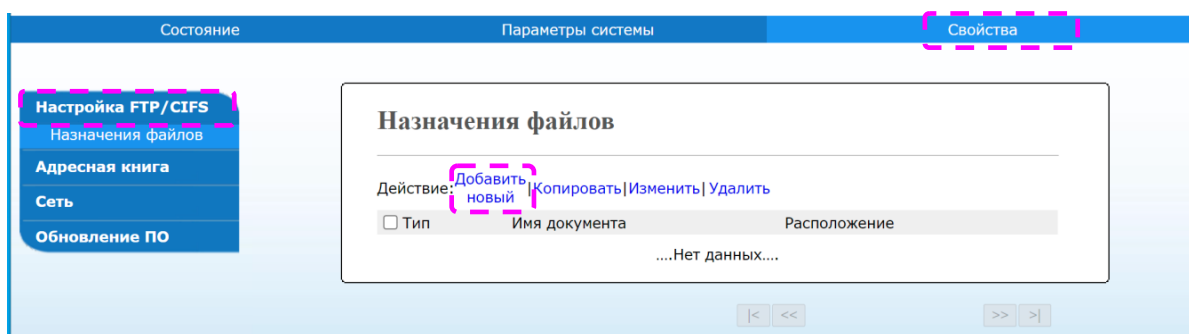 Состояние Параметры системы Свойства
Настройка FTP/CIFS
Назначения файлов
Адресная книга
Сеть
Обновление ПО
Назначения файлов
Действие: Добавить новый |Копировать|Изменить| Удалить
Тип Имя документа Расположение
....Нет данных....
|< << >> >|